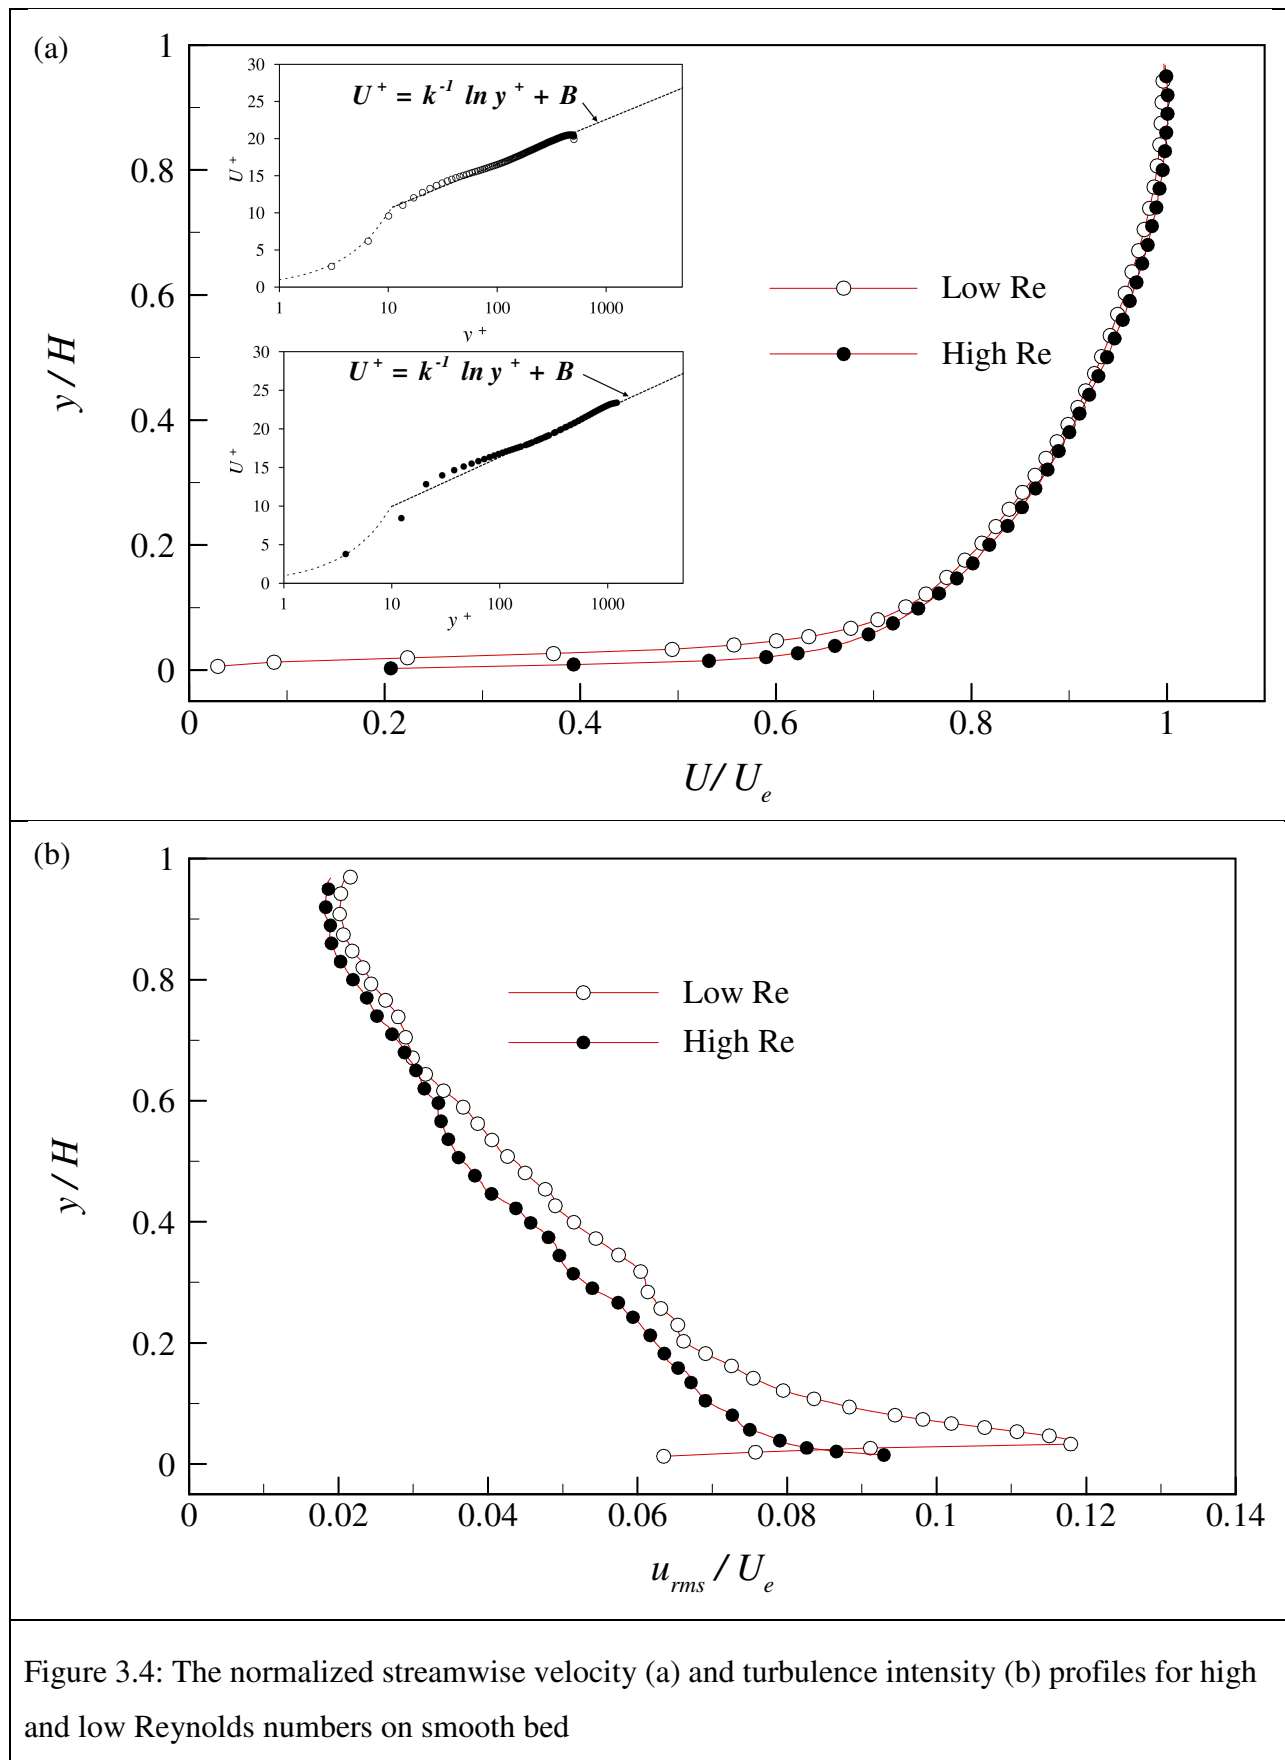 (a)
1
0.8
0.6
0.4
0.2
0
y / H
30
25
20
15
10
5
0
U +
U + = k-1 ln y + + B
1
10
100
1000
y +
30
25
20
15
10
5
0
U +
U + = k-1 ln y + + B
1
10
100
1000
y +
Low Re
High Re
0
0.2
0.4
0.6
0.8
1
U / Ue
(b)
1
0.8
0.6
0.4
0.2
0
y / H
Low Re
High Re
0
0.02
0.04
0.06
0.08
0.1
0.12
0.14
urms / Ue
Figure 3.4: The normalized streamwise velocity (a) and turbulence intensity (b) profiles for high
and low Reynolds numbers on smooth bed